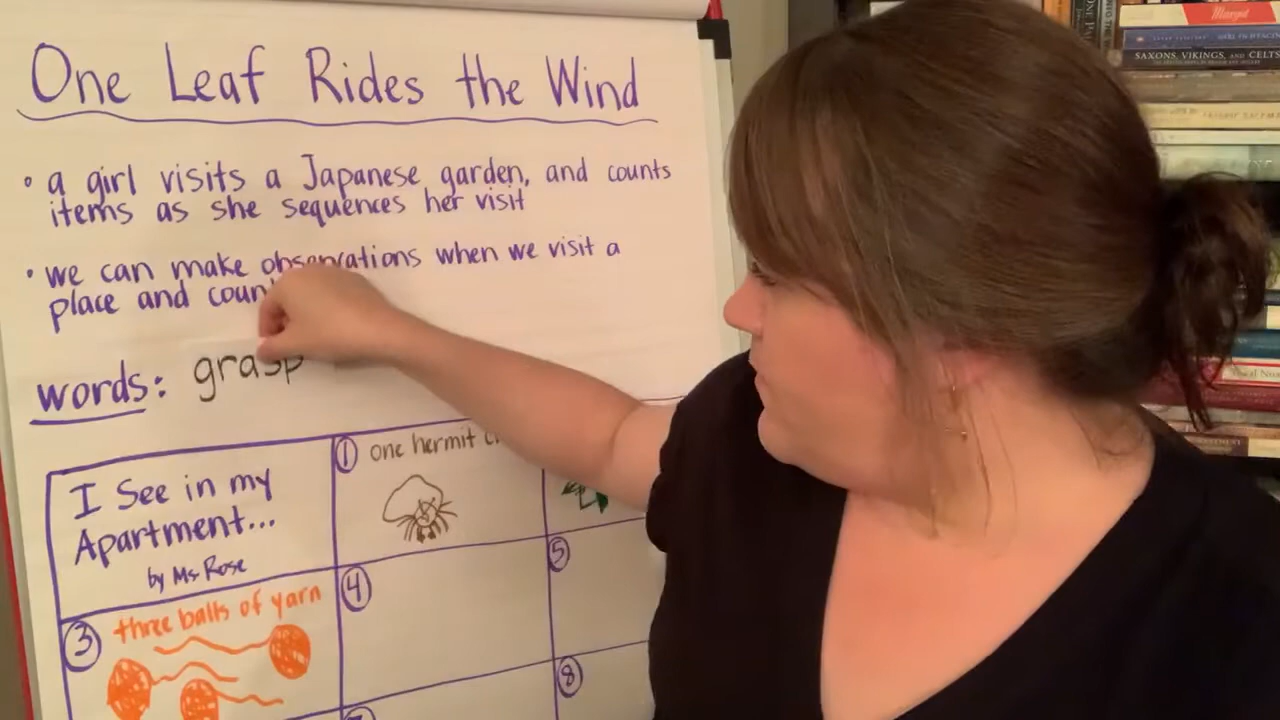 One Leaf Rides the Wind
• a girl visits a Japanese garden, and counts
items as she sequences her visit
• we can make observations when we visit a
place and count
words: grasp
I See in my
Apartment...
by Ms. Rose
① one hermit
③ three balls of yarn
④
⑤
⑧
Margot
SAXONS, VIKINGS, AND CELTS